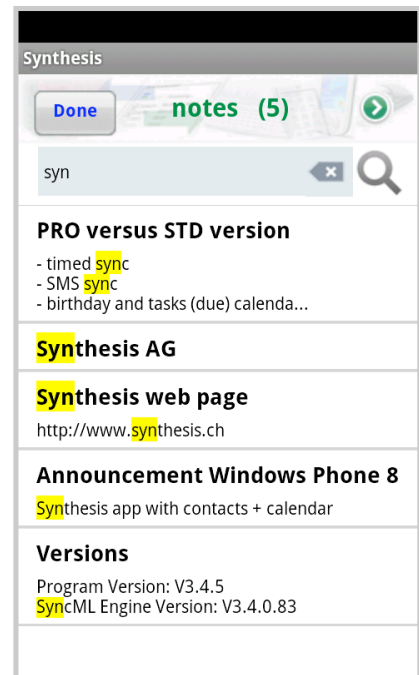 Synthesis
Done
notes (5)
syn
PRO versus STD version
- timed sync
- SMS sync
- birthday and tasks (due) calenda...
Synthesis AG
Synthesis web page
http://www.synthesis.ch
Announcement Windows Phone 8
Synthesis app with contacts + calendar
Versions
Program Version: V3.4.5
SyncML Engine Version: V3.4.0.83